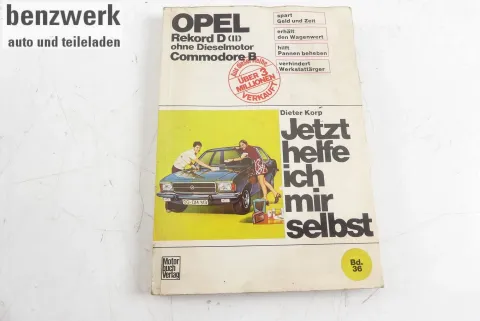 benzwerk
auto und teileladen
OPEL
Rekord D (II)
ohne Dieselmotor
Commodore B
spart
Geld und Zeit
erhält
den Wagenwert
hilft
Pannen beheben
verhindert
Werkstattärger
ÜBER 3
MILLIONEN
VERKAUFT
Dieter Korp
Jetzt
helfe
ich
mir
selbst
Motor
buch
Verlag
Bd.
36